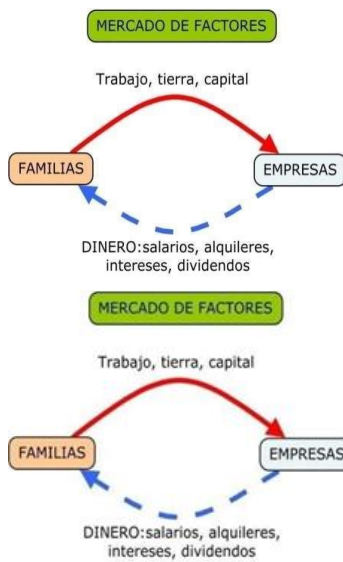 MERCADO DE FACTORES
Trabajo, tierra, capital
FAMILIAS
EMPRESAS
DINERO:salarios, alquileres,
intereses, dividendos
MERCADO DE FACTORES
Trabajo, tierra, capital
FAMILIAS
EMPRESAS
DINERO:salarios, alquileres,
intereses, dividendos